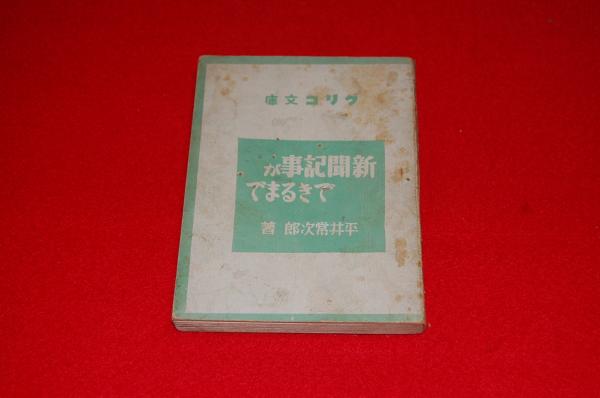 グリコ文庫
新聞記事が
できるまで
平井常次郎 著